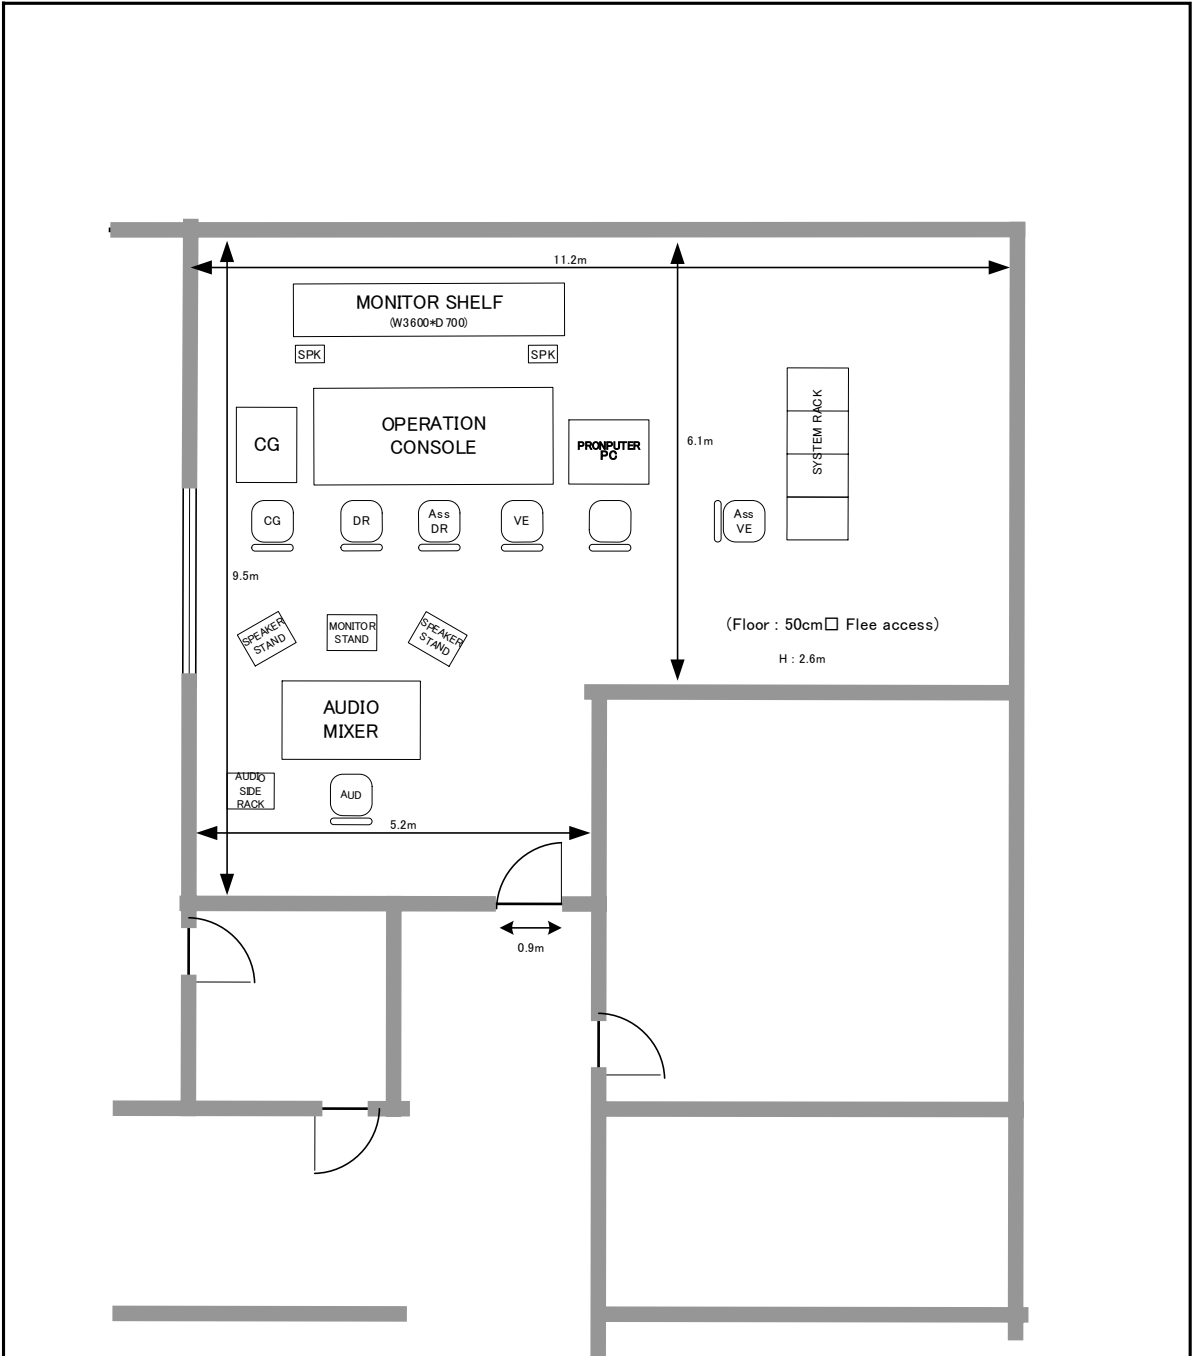 11.2m
MONITOR SHELF
(W3600*D700)
SPK
SPK
CG
OPERATION
CONSOLE
PRONPUTER
PC
6.1m
SYSTEM RACK
CG
DR
Ass
DR
VE
Ass
VE
9.5m
SPEAKER
STAND
MONITOR
STAND
SPEAKER
STAND
(Floor : 50cm□ Flee access)
H : 2.6m
AUDIO
MIXER
AUDIO
SIDE
RACK
AUD
5.2m
0.9m